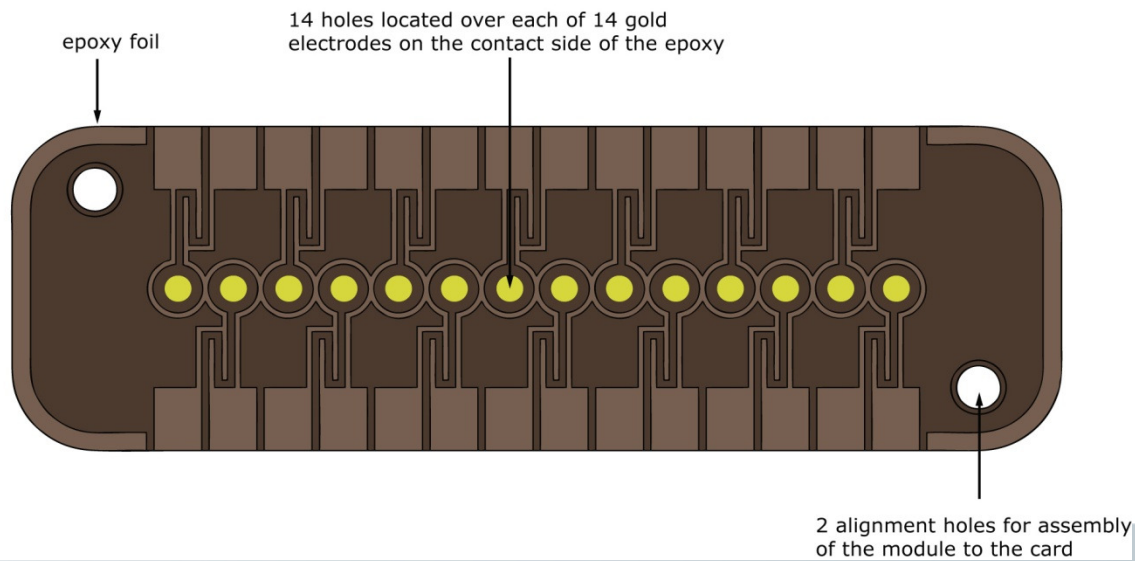 14 holes located over each of 14 gold
electrodes on the contact side of the epoxy
epoxy foil
2 alignment holes for assembly
of the module to the card